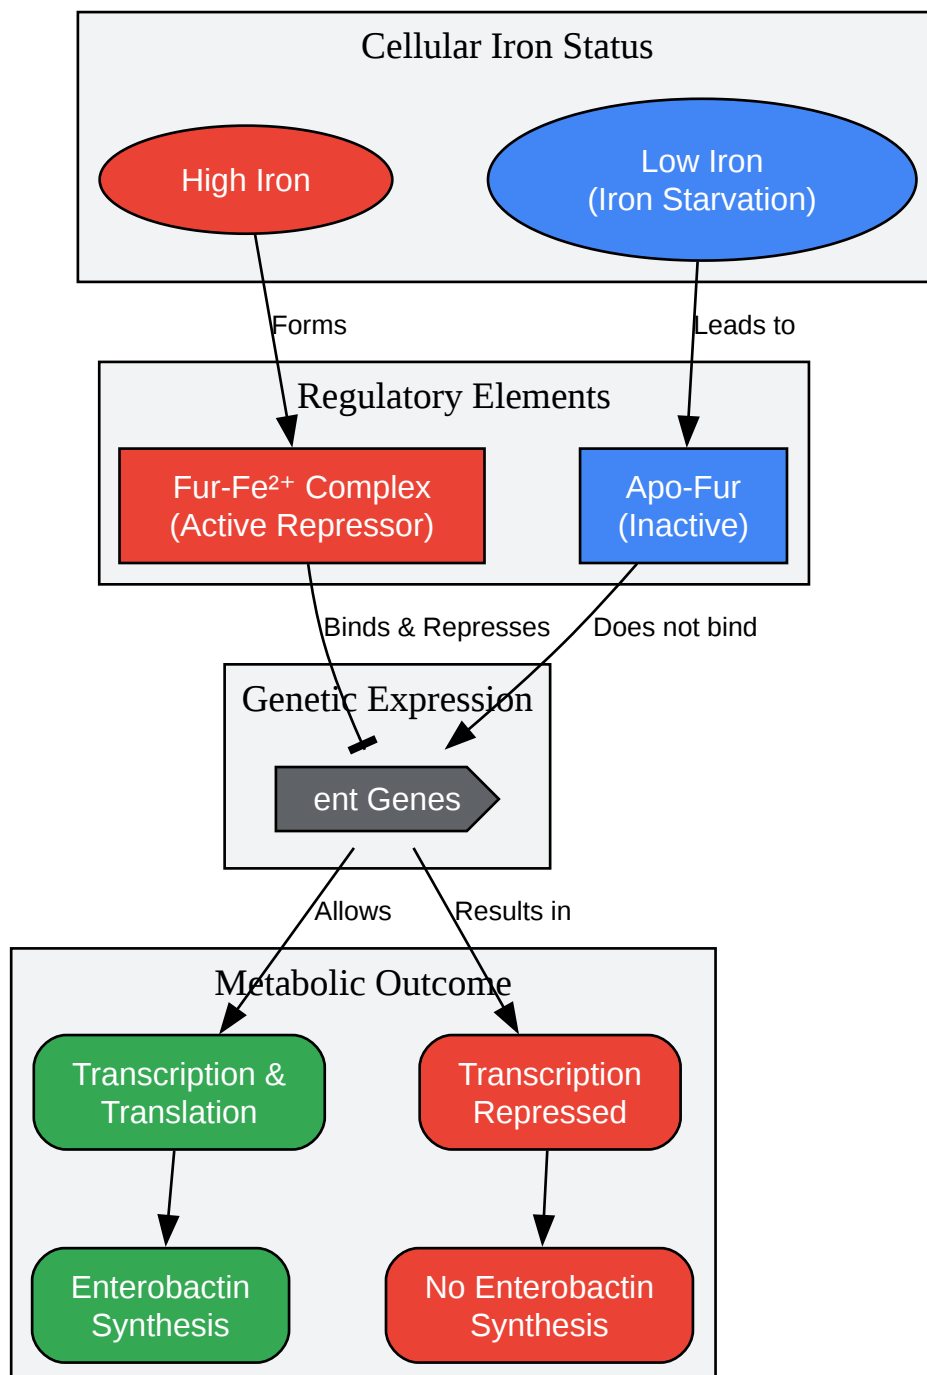 Cellular Iron Status
High Iron
Low Iron
(Iron Starvation)
Forms
Leads to
Regulatory Elements
Fur-Fe²⁺ Complex
(Active Repressor)
Apo-Fur
(Inactive)
Binds & Represses
Does not bind
Genetic Expression
ent Genes
Allows
Results in
Metabolic Outcome
Transcription &
Translation
Transcription
Repressed
Enterobactin
Synthesis
No Enterobactin
Synthesis